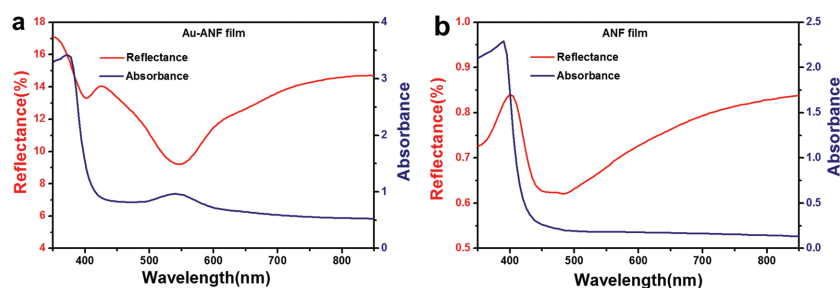 a
Au-ANF film
Reflectance
Absorbance
Reflectance(%)
18
16
14
12
10
8
6
4
4
3
2
1
0
Absorbance
400
500
600
700
800
Wavelength(nm)
b
ANF film
Reflectance
Absorbance
Reflectance(%)
1.0
0.9
0.8
0.7
0.6
0.5
2.5
2.0
1.5
1.0
0.5
0.0
Absorbance
400
500
600
700
800
Wavelength(nm)